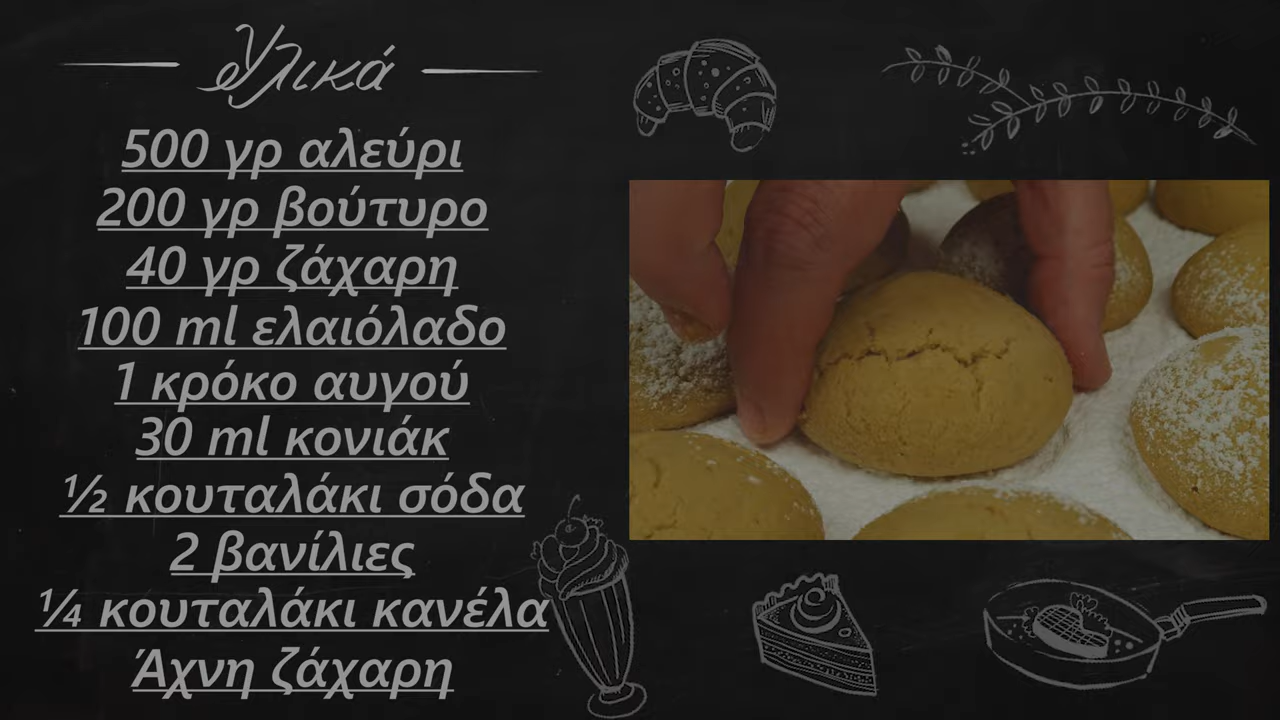 Υλικά
500 γρ αλεύρι
200 γρ βούτυρο
40 γρ ζάχαρη
100 ml ελαιόλαδο
1 κρόκο αυγού
30 ml κονιάκ
½ κουταλάκι σόδα
2 βανίλιες
¼ κουταλάκι κανέλα
Άχνη ζάχαρη